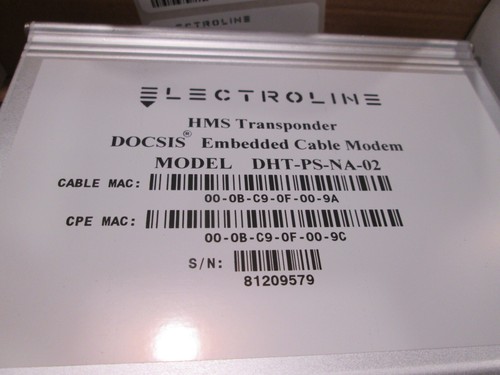 ELECTROLINE
ELECTROLINE
HMS Transponder
DOCSIS® Embedded Cable Modem
MODEL DHT-PS-NA-02
CABLE MAC:
00-0B-C9-0F-00-9A
CPE MAC:
00-0B-C9-0F-00-9C
S/N:
81209579